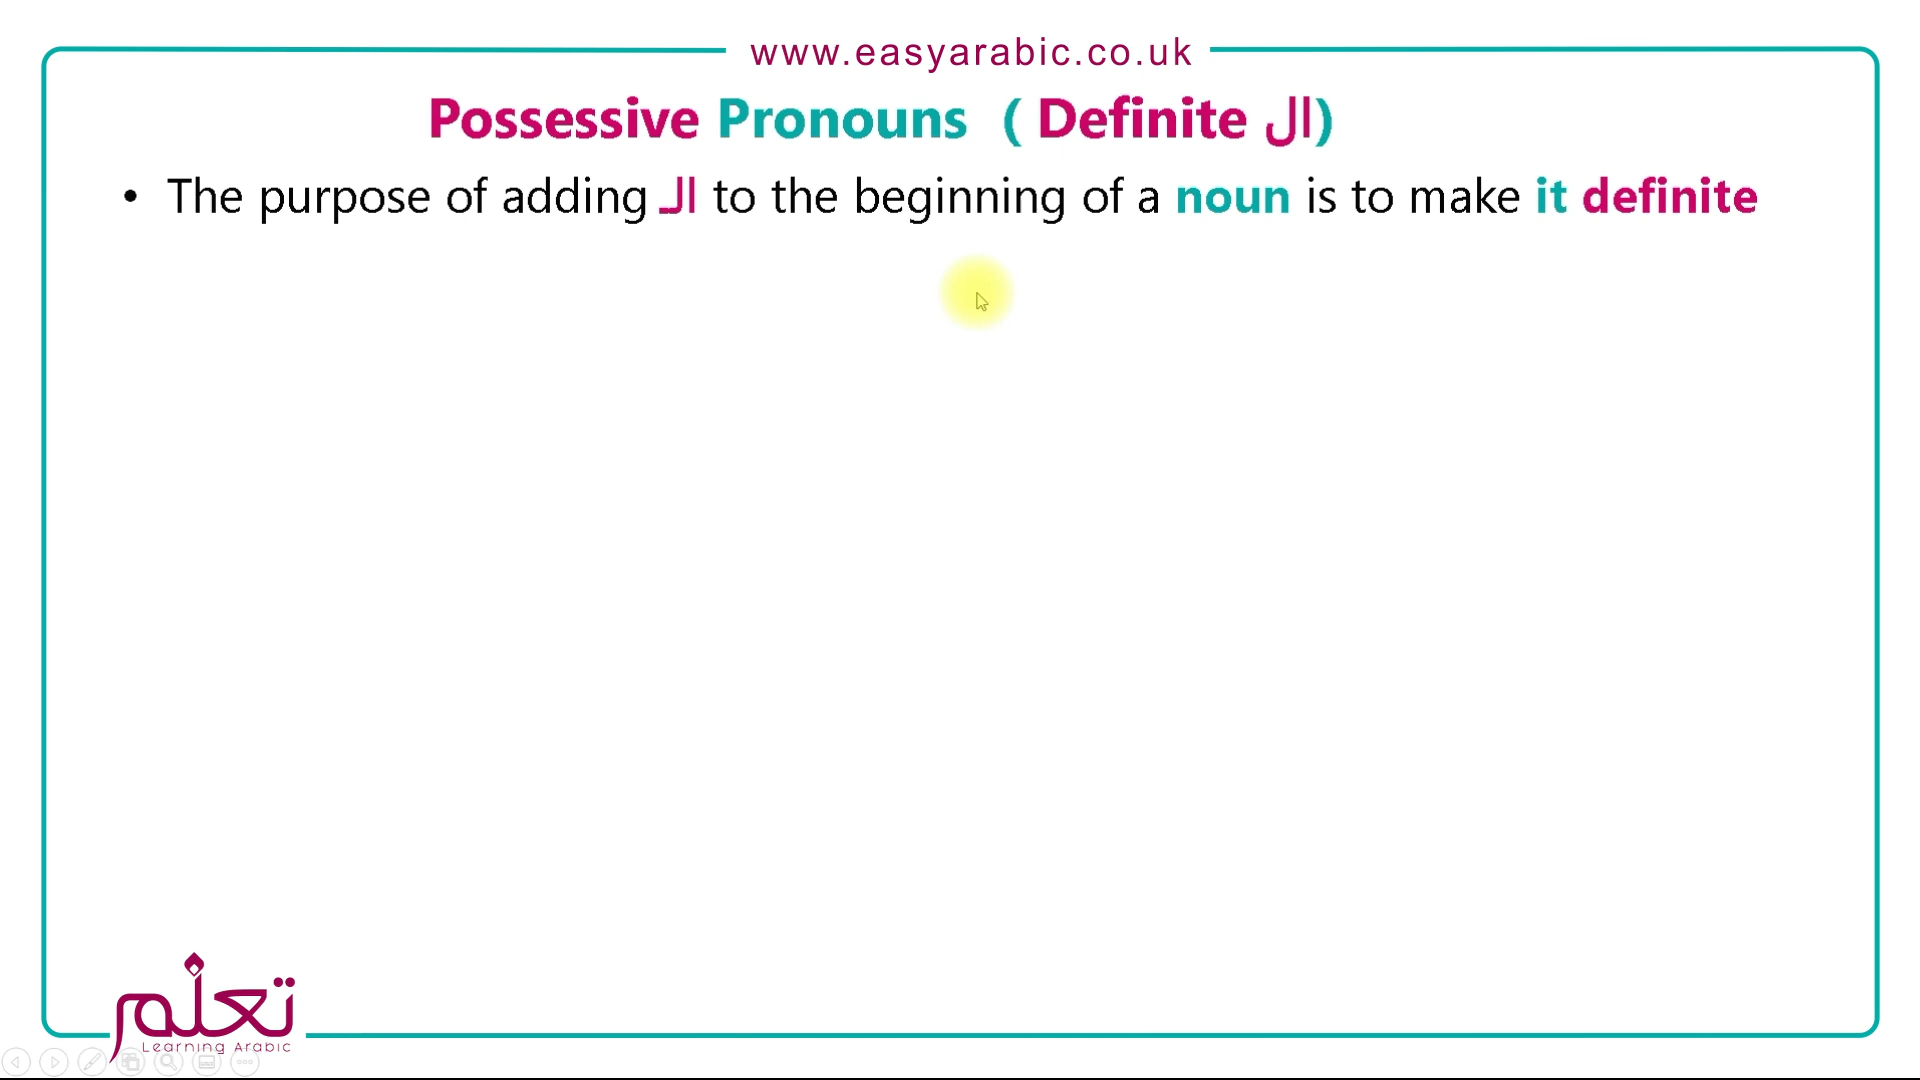 www.easyarabic.co.uk
Possessive Pronouns ( Definite ال)
• The purpose of adding الـ to the beginning of a noun is to make it definite
تعلم
Learning Arabic